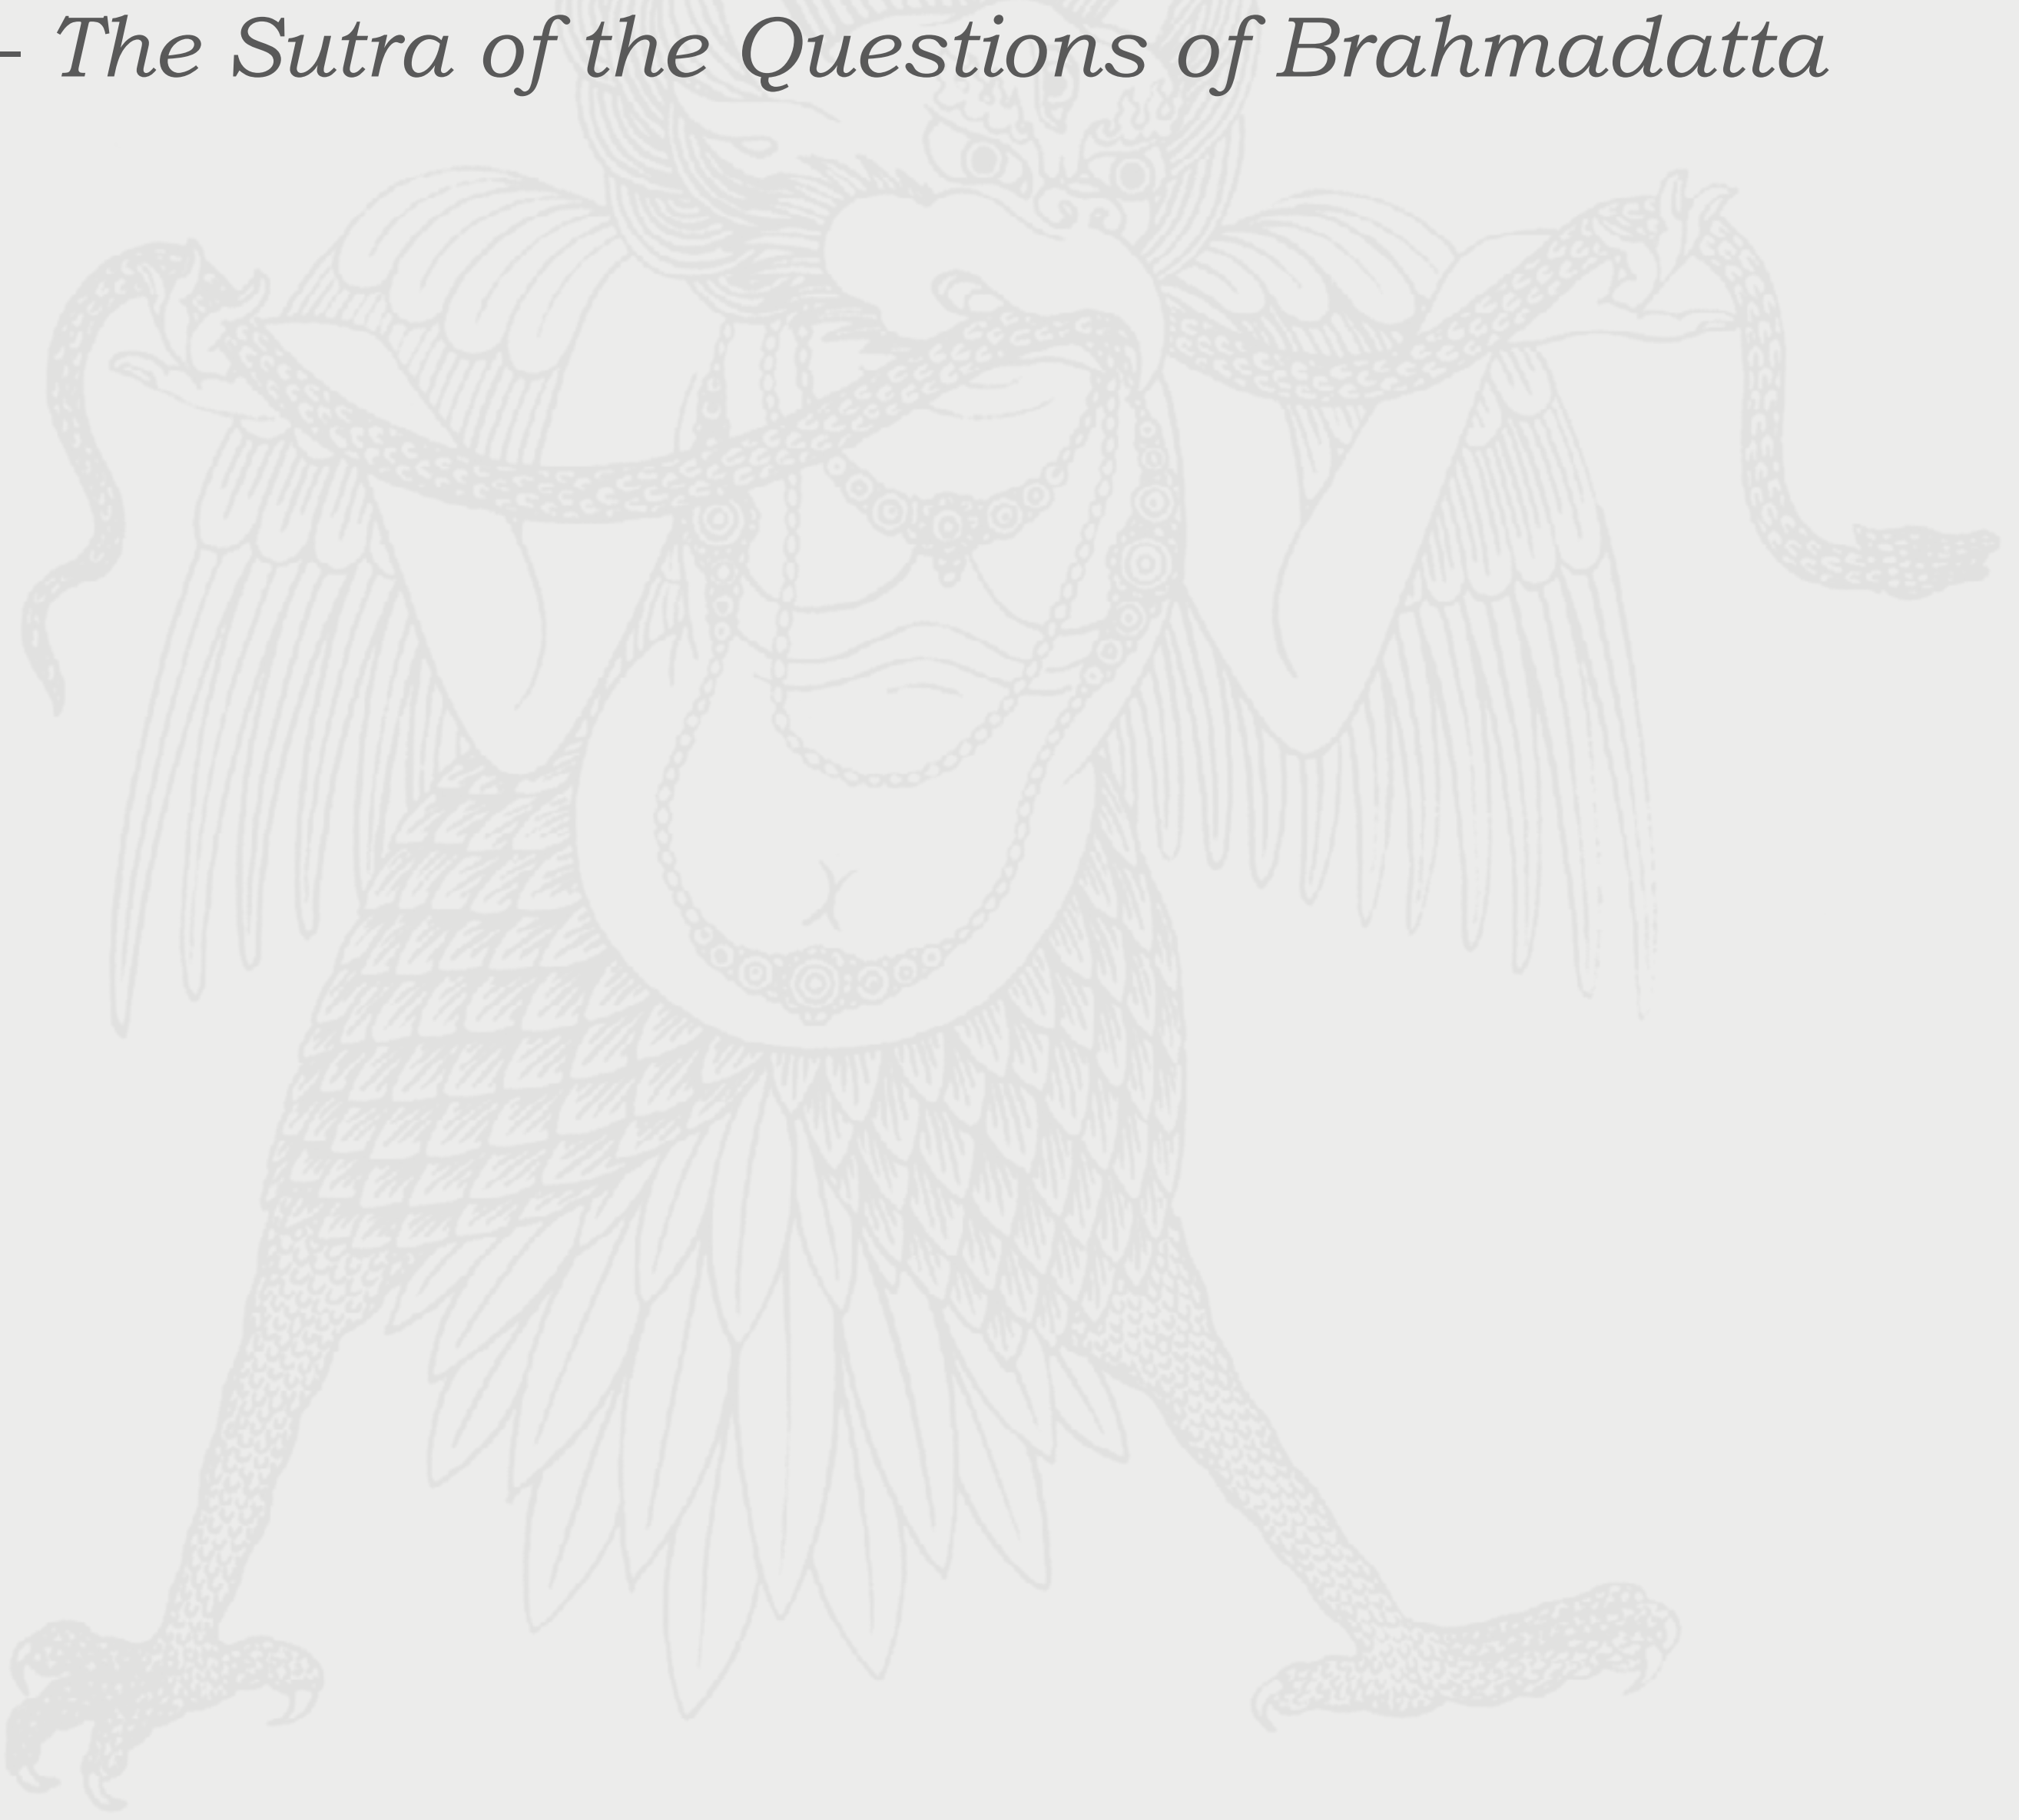 – The Sutra of the Questions of Brahmadatta